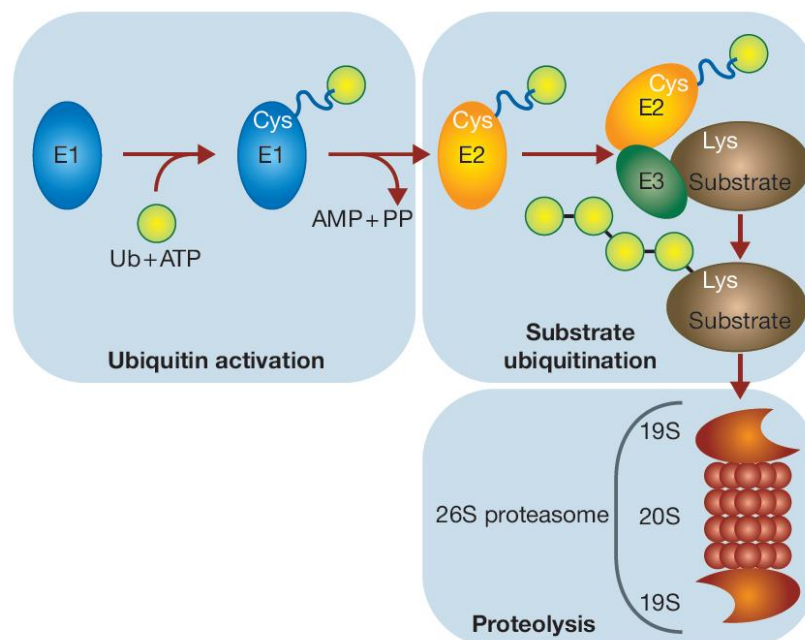 E1
Ub+ATP
Cys
E1
AMP+PP
Ubiquitin activation
Cys
E2
Cys
E2
E3
Lys
Substrate
Lys
Substrate
Substrate
ubiquitination
26S proteasome
19S
20S
19S
Proteolysis